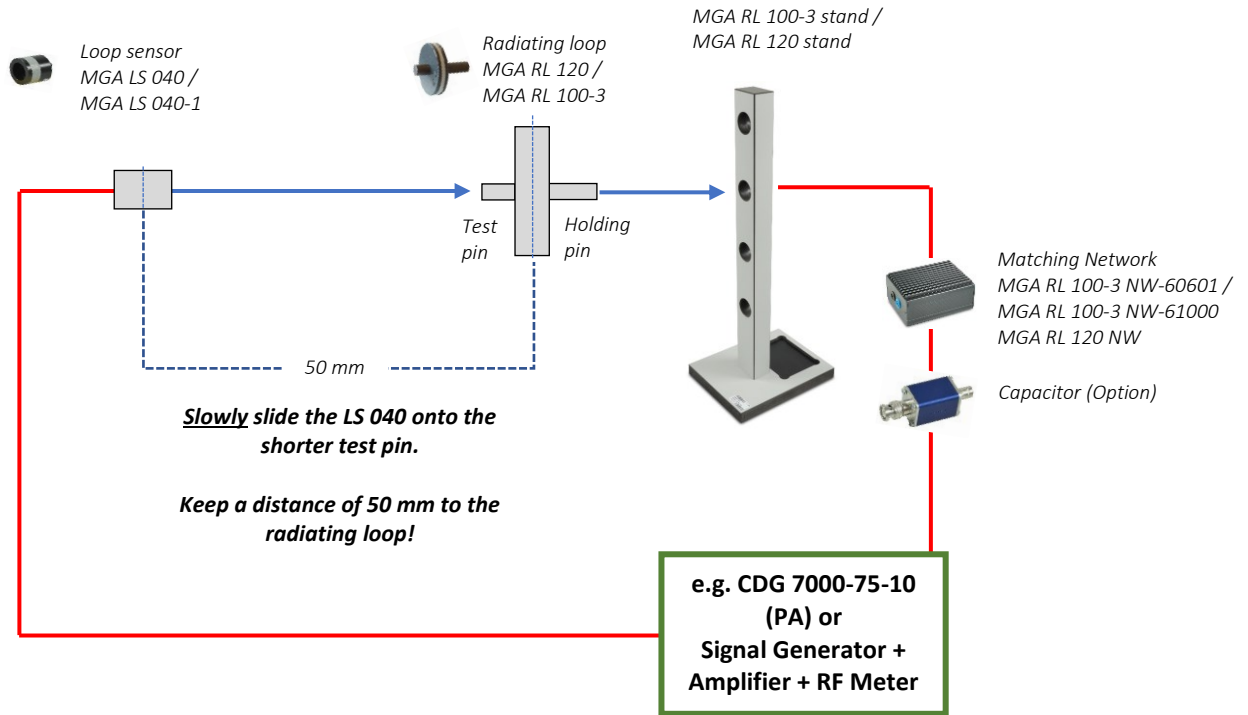 MGA RL 100-3 stand /
MGA RL 120 stand
Loop sensor
MGA LS 040 /
MGA LS 040-1
Radiating loop
MGA RL 120 /
MGA RL 100-3
Test
pin
Holding
pin
Matching Network
MGA RL 100-3 NW-60601 /
MGA RL 100-3 NW-61000
MGA RL 120 NW
50 mm
Capacitor (Option)
Slowly slide the LS 040 onto the
shorter test pin.
Keep a distance of 50 mm to the
radiating loop!
e.g. CDG 7000-75-10
(PA) or
Signal Generator +
Amplifier + RF Meter